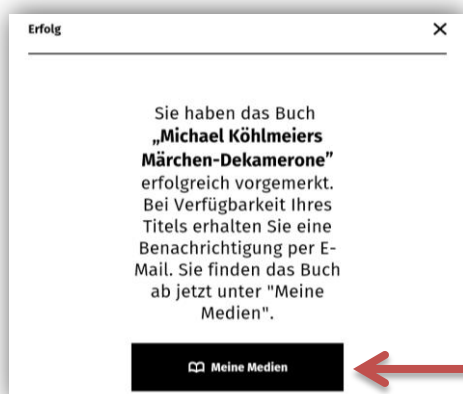 Erfolg
Sie haben das Buch
„Michael Köhlmeiers
Märchen-Dekamerone”
erfolgreich vorgemerkt.
Bei Verfügbarkeit Ihres
Titels erhalten Sie eine
Benachrichtigung per E-
Mail. Sie finden das Buch
ab jetzt unter "Meine
Medien".
Meine Medien